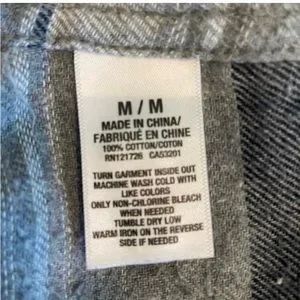 M / M
MADE IN CHINA/
FABRIQUÉ EN CHINE
100% COTTON/COTON
RN121726 CA53201
TURN GARMENT INSIDE OUT
MACHINE WASH COLD WITH
LIKE COLORS
ONLY NON-CHLORINE BLEACH
WHEN NEEDED
TUMBLE DRY LOW
WARM IRON ON THE REVERSE
SIDE IF NEEDED